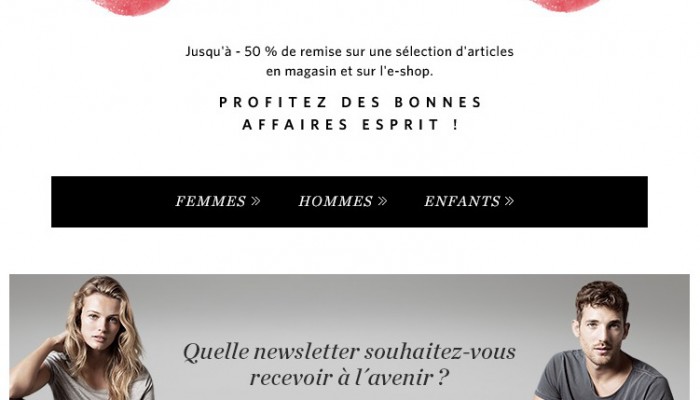 Jusqu'à - 50 % de remise sur une sélection d'articles
en magasin et sur l'e-shop.
PROFITEZ DES BONNES
AFFAIRES ESPRIT !
FEMMES » HOMMES » ENFANTS »
Quelle newsletter souhaitez-vous
recevoir à l´avenir ?